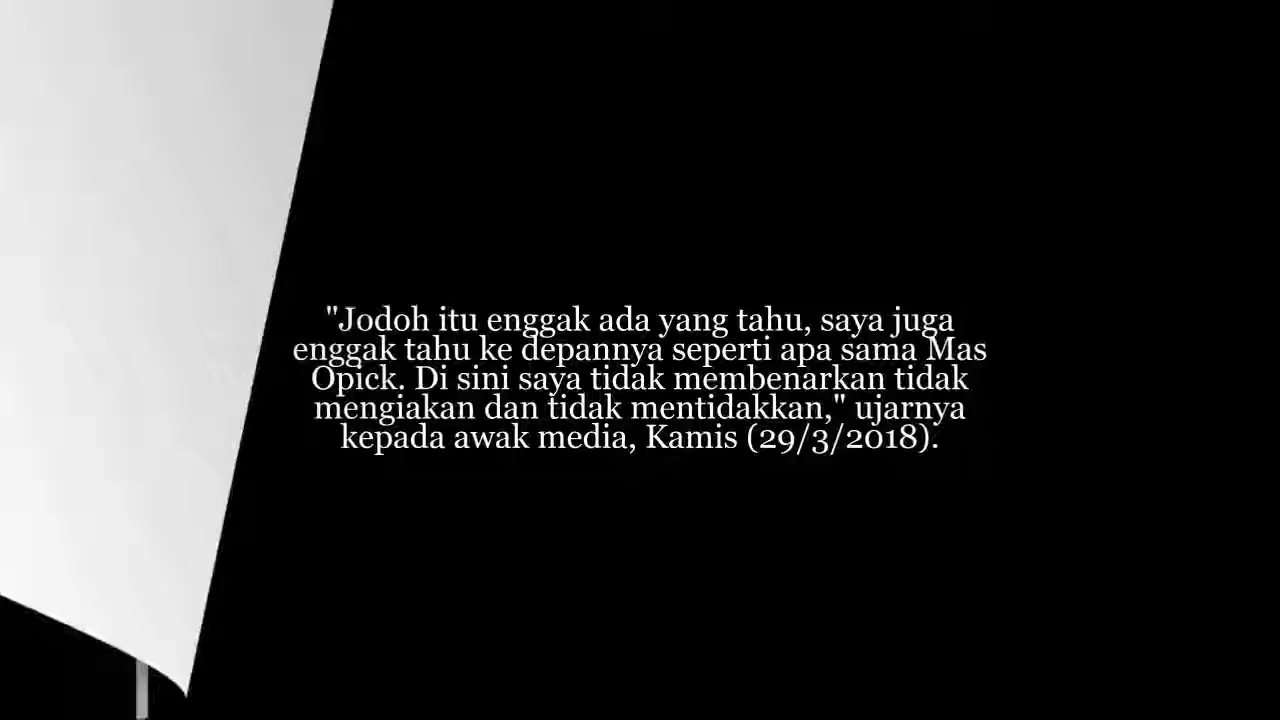 "Jodoh itu enggak ada yang tahu, saya juga
enggak tahu ke depannya seperti apa sama Mas
Opick. Di sini saya tidak membenarkan tidak
mengiakan dan tidak mentidakkan," ujarnya
kepada awak media, Kamis (29/3/2018).